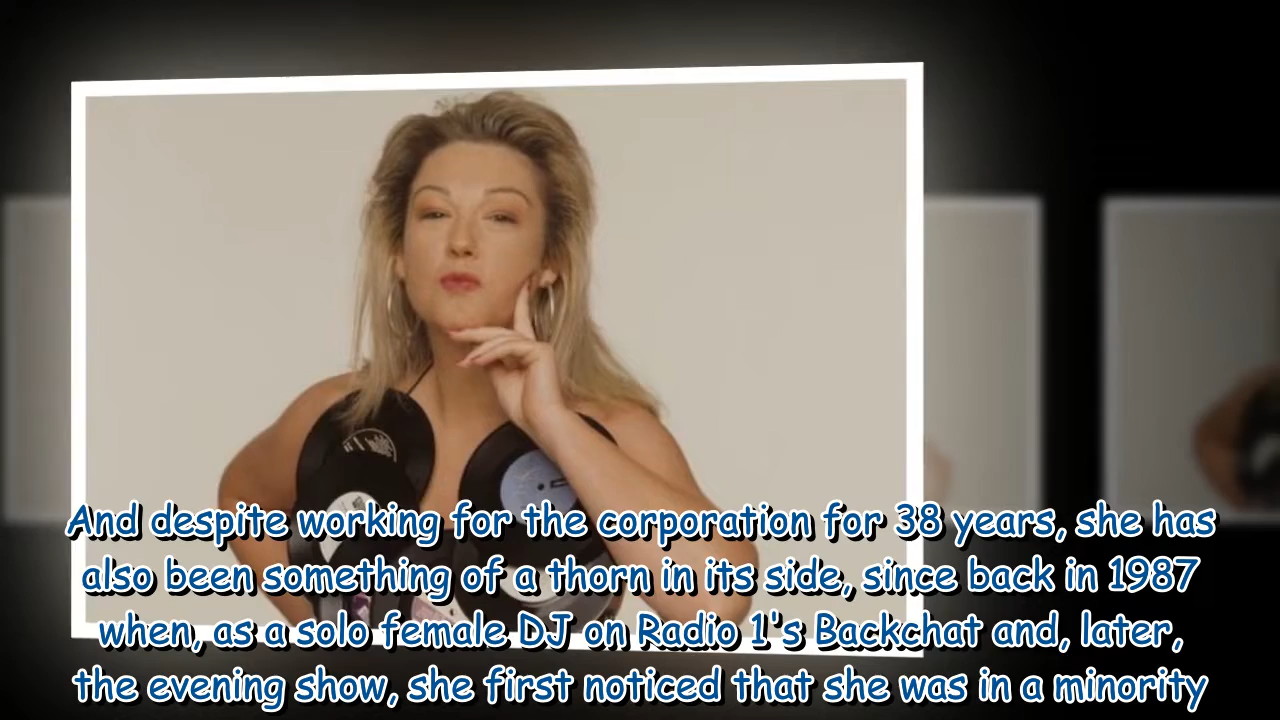 And despite working for the corporation for 38 years, she has
also been something of a thorn in its side, since back in 1987
when, as a solo female DJ on Radio 1's Backchat and, later,
the evening show, she first noticed that she was in a minority